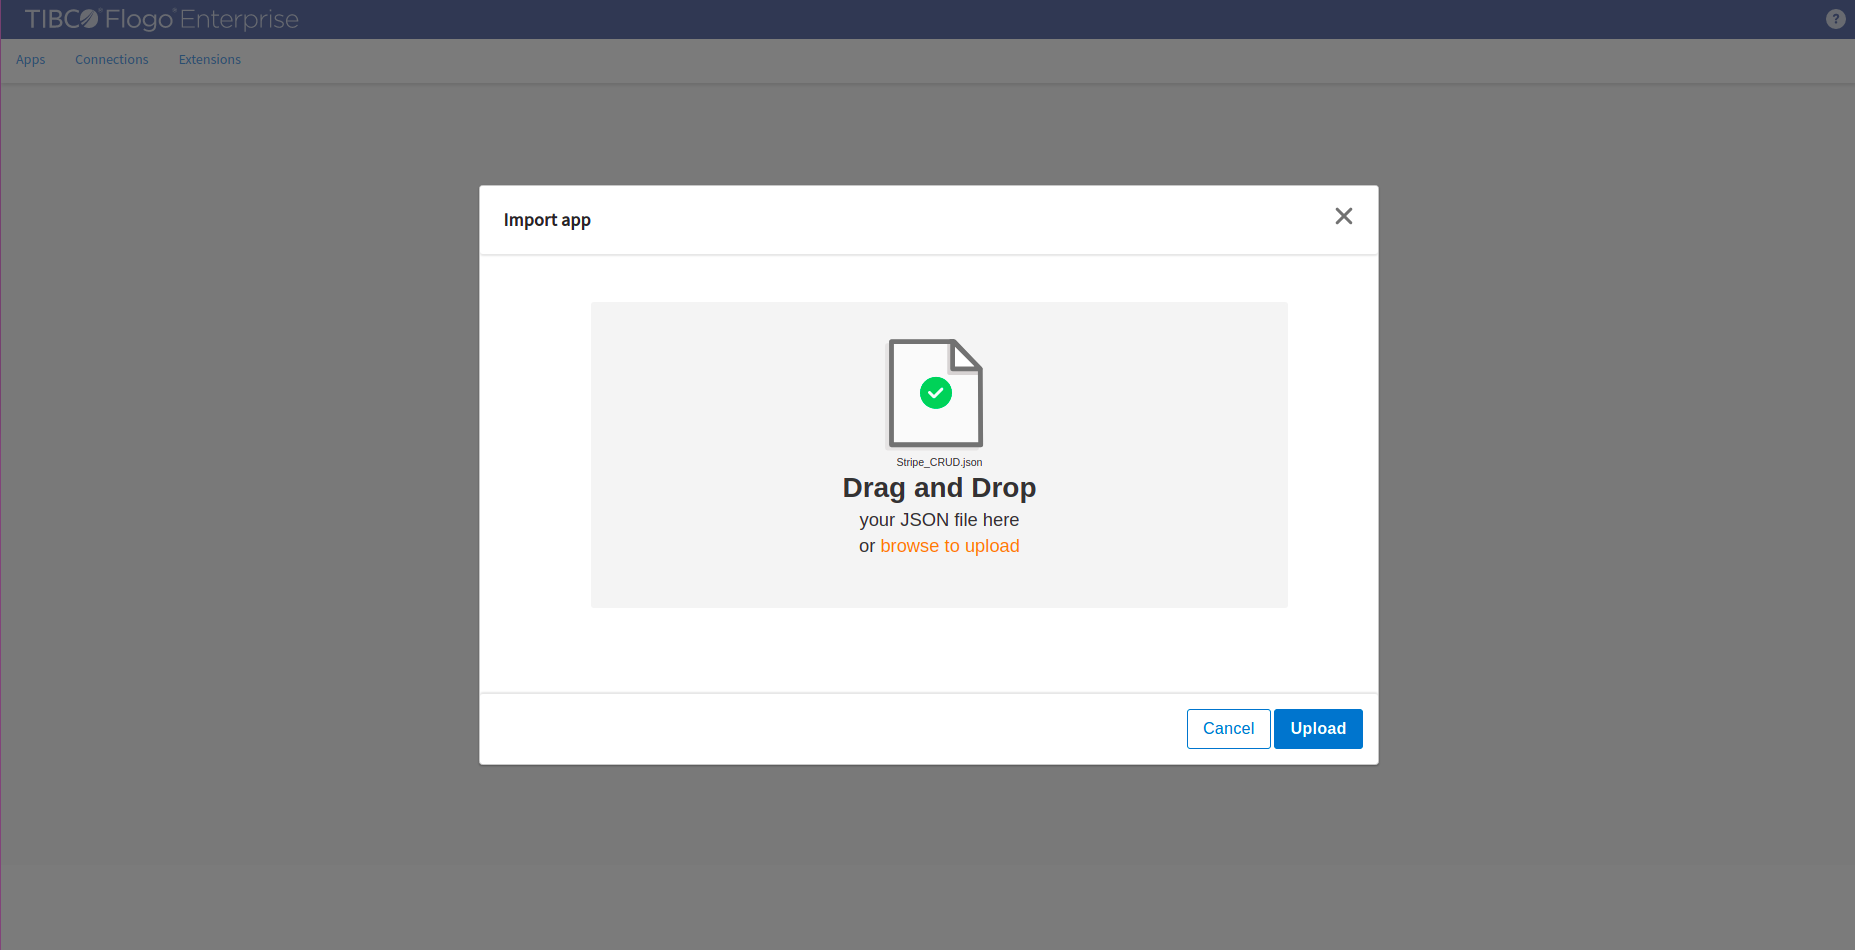 TIBCO® Flogo® Enterprise
?
Apps Connections Extensions
Import app
Stripe_CRUD.json
Drag and Drop
your JSON file here
or browse to upload
Cancel Upload